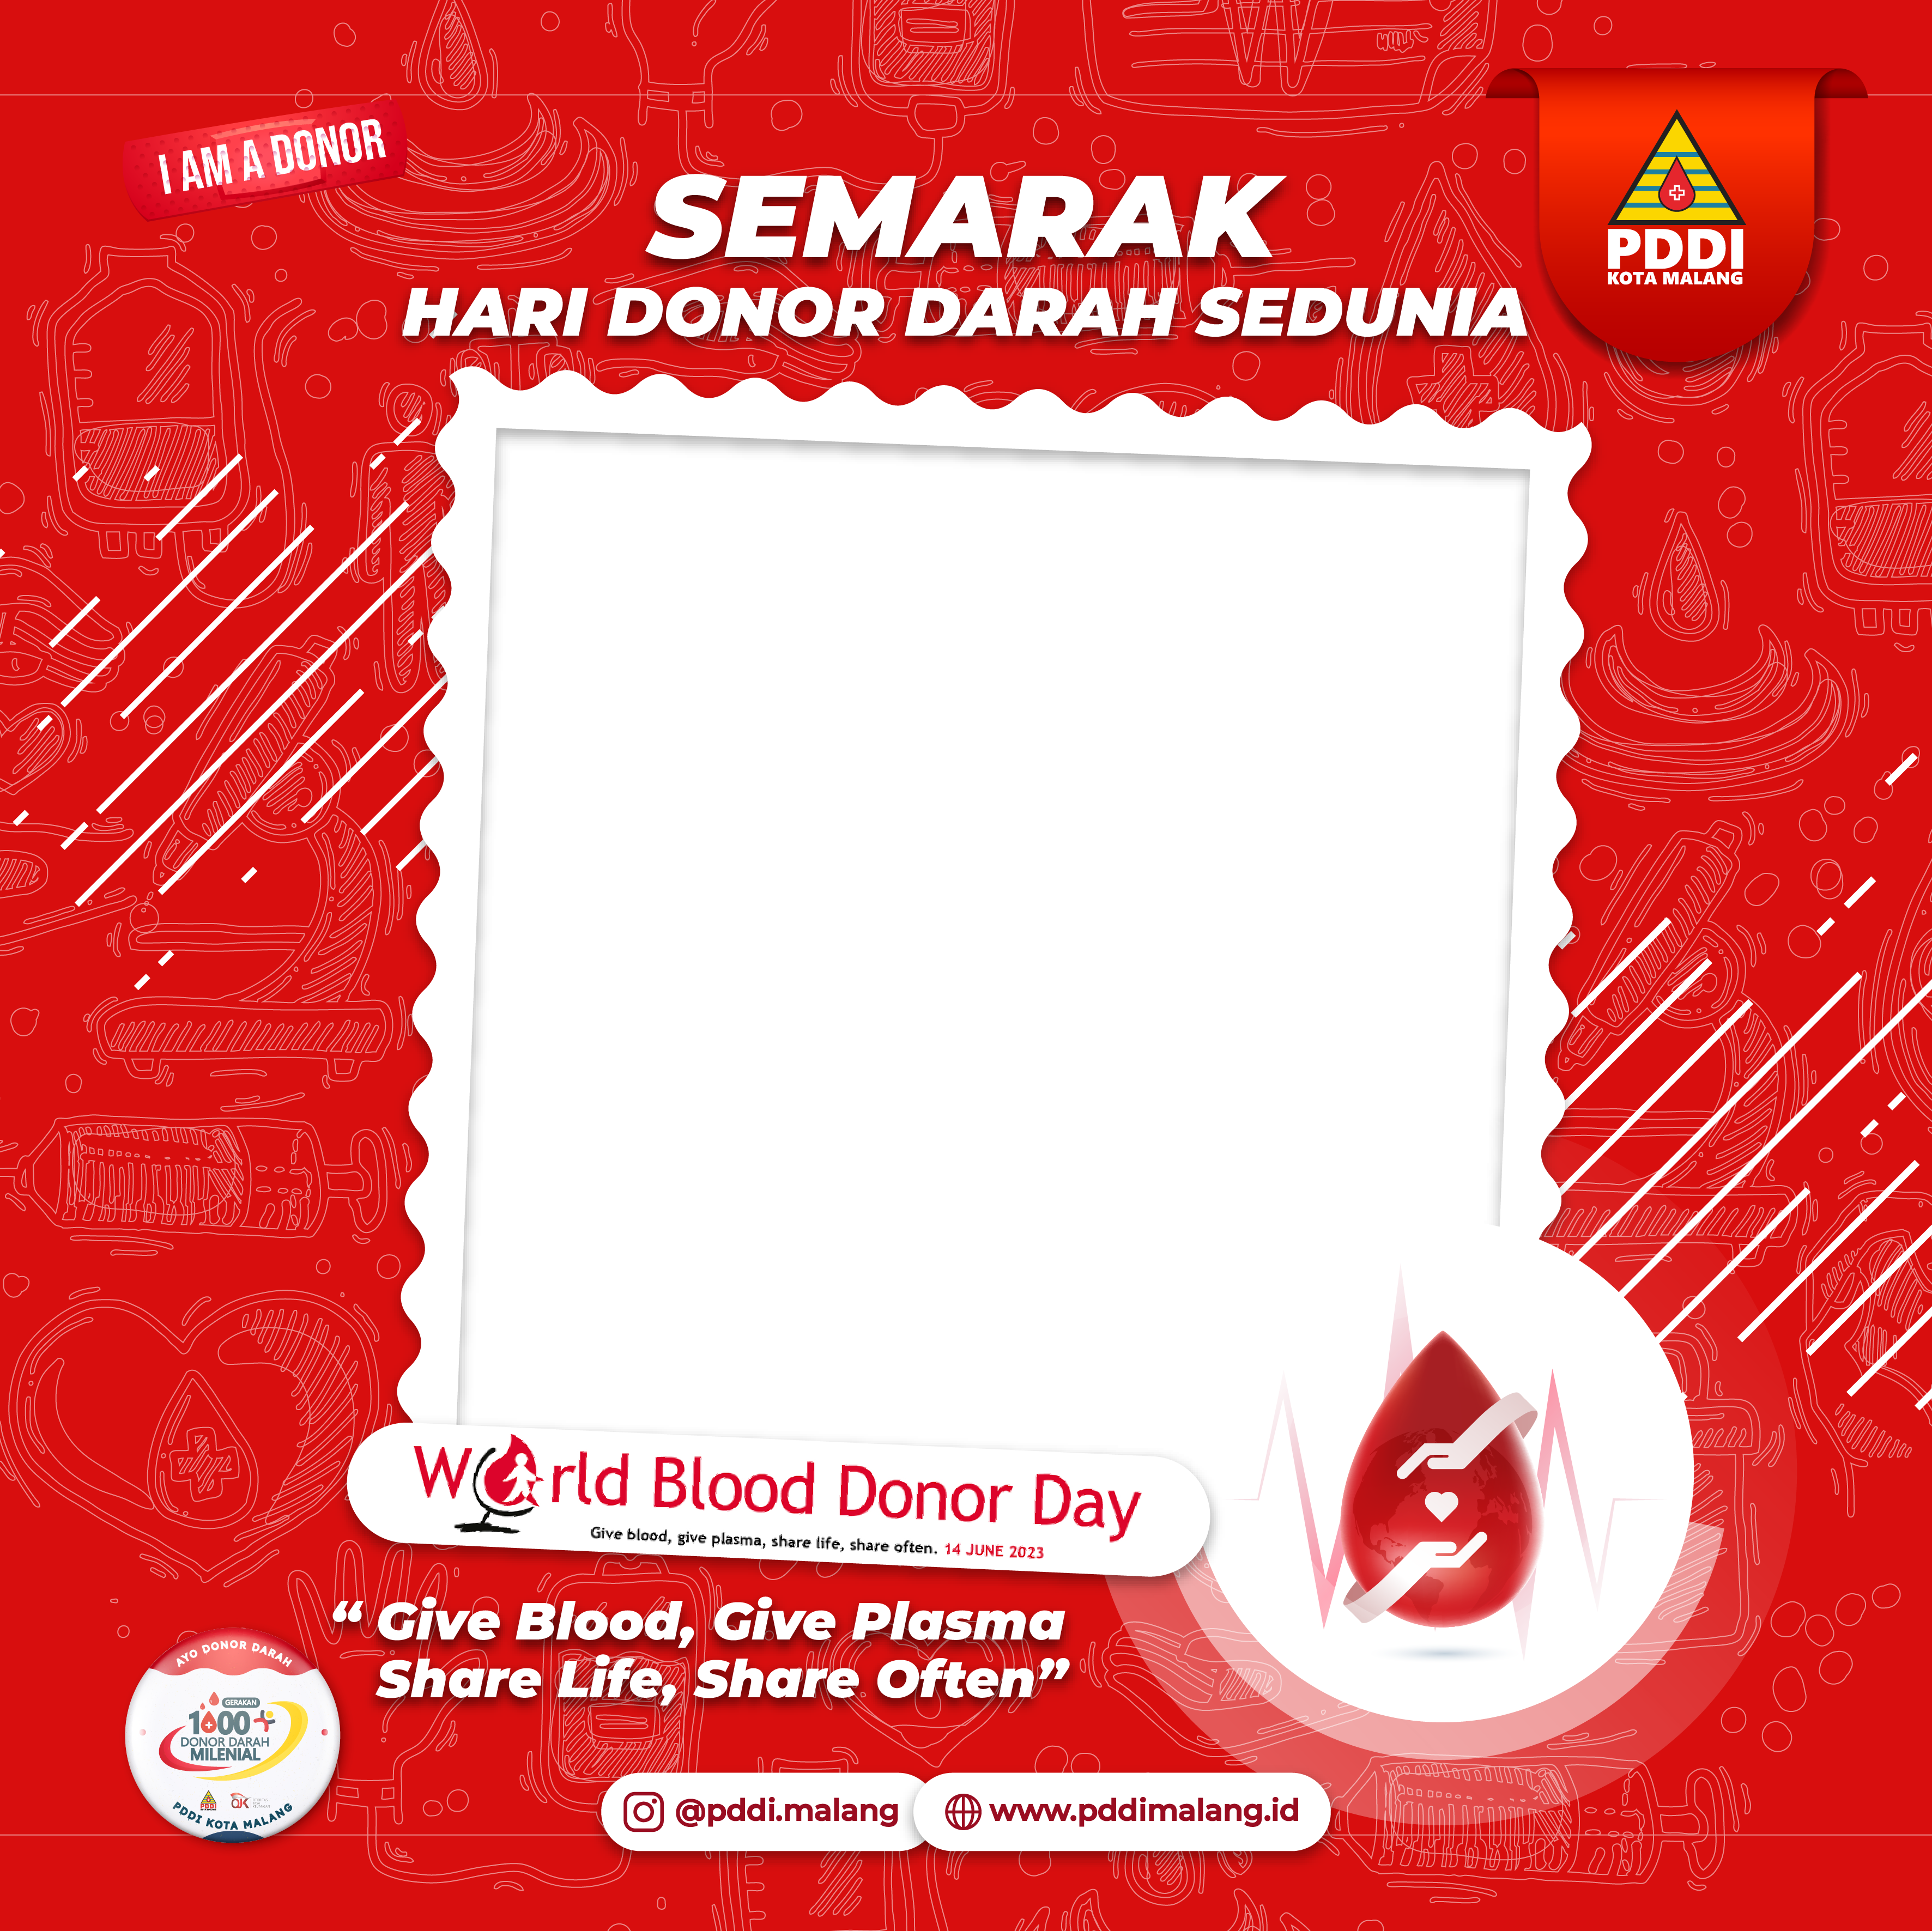 I AM A DONOR
SEMARAK
HARI DONOR DARAH SEDUNIA
PDDI
KOTA MALANG
World Blood Donor Day
Give blood, give plasma, share life, share often. 14 JUNE 2023
“ Give Blood, Give Plasma
Share Life, Share Often”
AYO DONOR DARAH
GERAKAN
1000+
DONOR DARAH
MILENIAL
PDDI KOTA MALANG
@pddi.malang
www.pddimalang.id